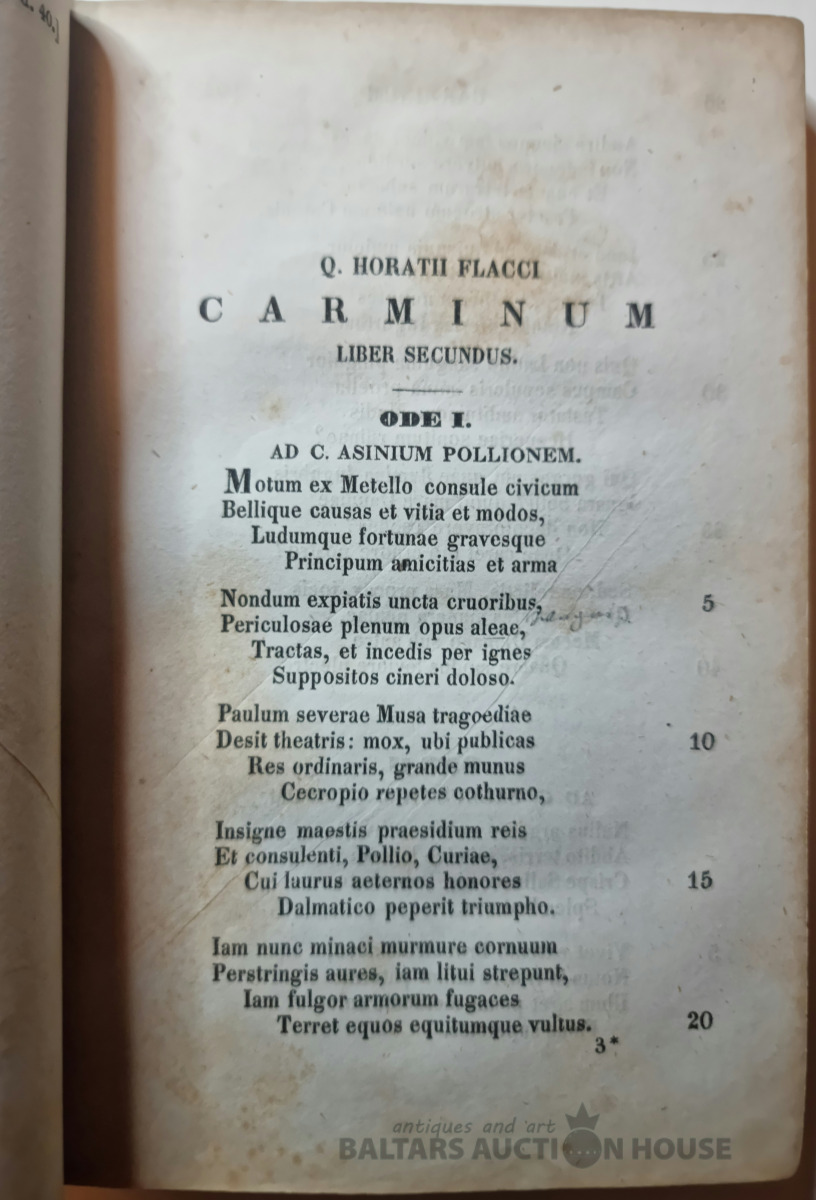 40.]
Q. HORATII FLACCI
CARMINUM
LIBER SECUNDUS.
ODE I.
AD C. ASINIUM POLLIONEM.
Motum ex Metello consule civicum
Bellique causas et vitia et modos,
Ludumque fortunae gravesque
Principum amicitias et arma
Nondum expiatis uncta cruoribus, 5
Periculosae plenum opus aleae,
Tractas, et incedis per ignes
Suppositos cineri doloso.
Paulum severae Musa tragoediae
Desit theatris: mox, ubi publicas 10
Res ordinaris, grande munus
Cecropio repetes cothurno,
Insigne maestis praesidium reis
Et consulenti, Pollio, Curiae,
Cui laurus aeternos honores 15
Dalmatico peperit triumpho.
Iam nunc minaci murmure cornuum
Perstringis aures, iam litui strepunt,
Iam fulgor armorum fugaces
Terret equos equitumque vultus. 20
3*
antiques and art
BALTARS AUCTION HOUSE